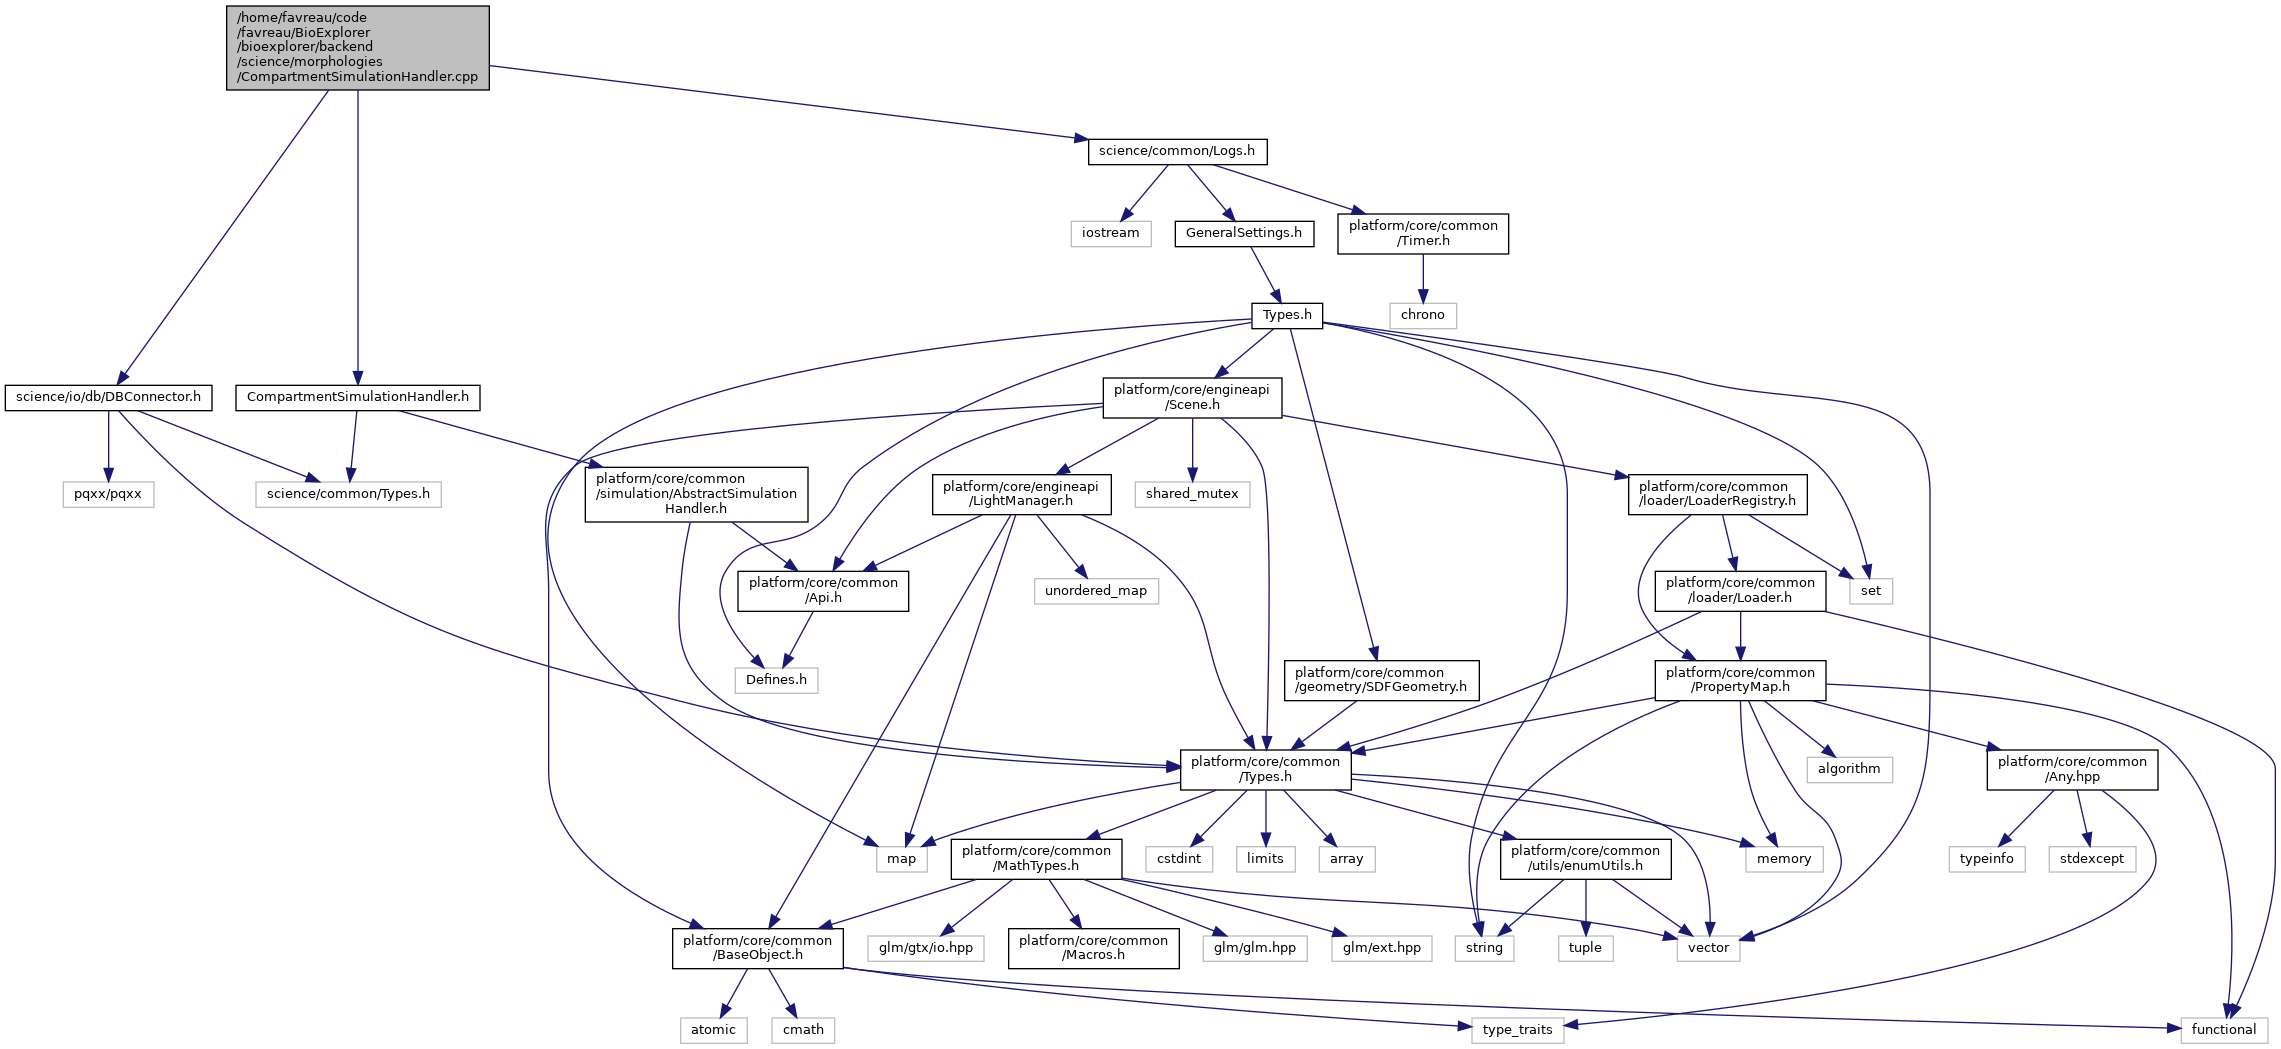 /home/favreau/code
/favreau/BioExplorer
/bioexplorer/backend
/science/morphologies
/CompartmentSimulationHandler.cpp
science/common/Logs.h
iostream
GeneralSettings.h
platform/core/common
/Timer.h
Types.h
chrono
science/io/db/DBConnector.h
CompartmentSimulationHandler.h
platform/core/engineapi
/Scene.h
pqxx/pqxx
science/common/Types.h
platform/core/common
/simulation/AbstractSimulation
Handler.h
platform/core/engineapi
/LightManager.h
shared_mutex
platform/core/common
/loader/LoaderRegistry.h
platform/core/common
/Api.h
unordered_map
platform/core/common
/loader/Loader.h
set
Defines.h
platform/core/common
/geometry/SDFGeometry.h
platform/core/common
/PropertyMap.h
platform/core/common
/Types.h
algorithm
platform/core/common
/Any.hpp
map
platform/core/common
/MathTypes.h
cstdint
limits
array
platform/core/common
/utils/enumUtils.h
memory
typeinfo
stdexcept
platform/core/common
/BaseObject.h
glm/gtx/io.hpp
platform/core/common
/Macros.h
glm/glm.hpp
glm/ext.hpp
string
tuple
vector
atomic
cmath
type_traits
functional